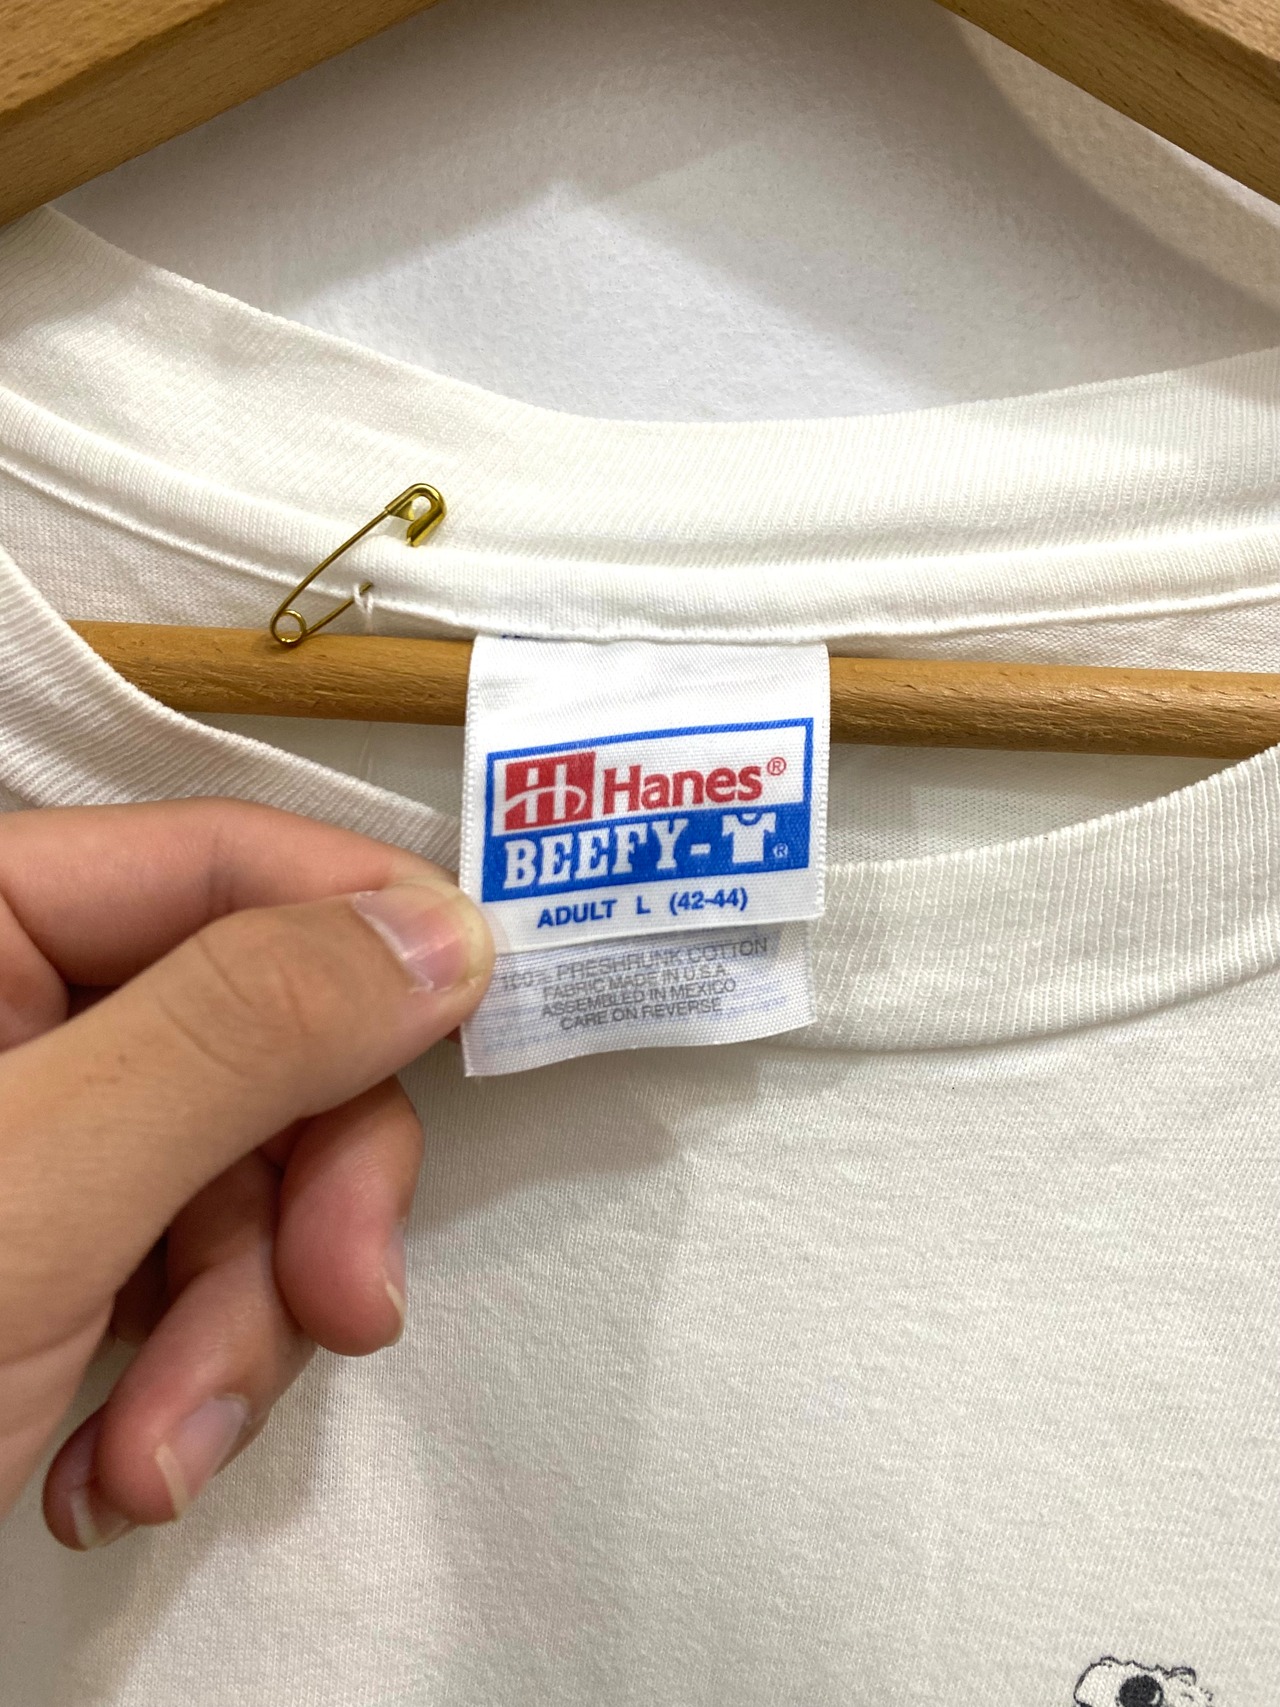 Hanes®
BEEFY-T®
ADULT L (42-44)
100% PRESHRUNK COTTON
FABRIC MADE IN U.S.A
ASSEMBLED IN MEXICO
CARE ON REVERSE